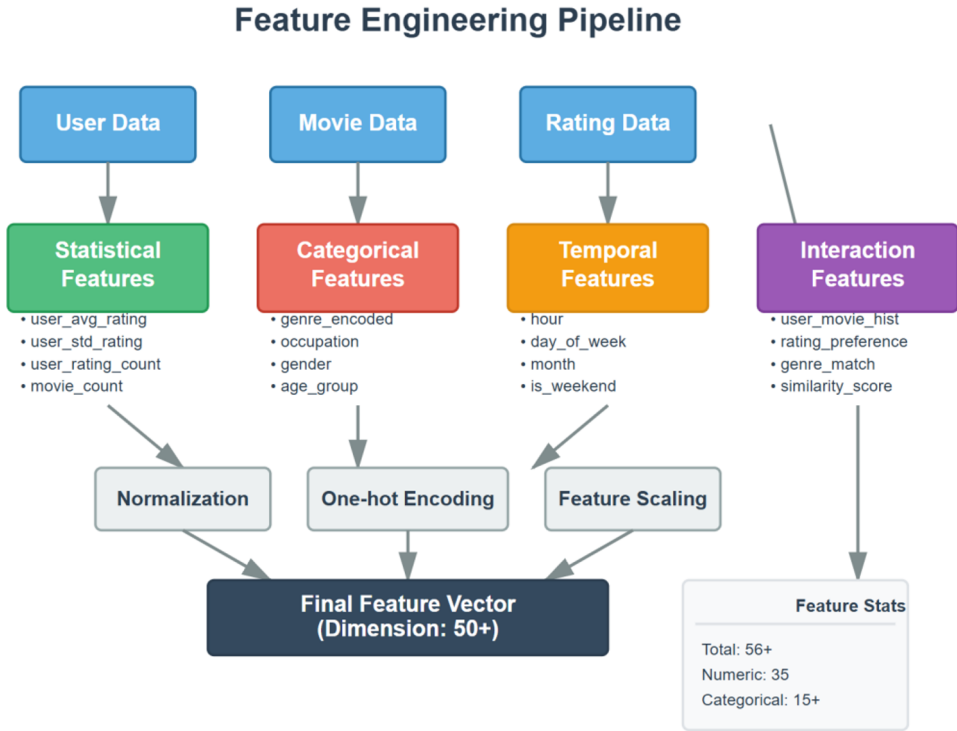 Feature Engineering Pipeline
User Data
Movie Data
Rating Data
Statistical
Features
Categorical
Features
Temporal
Features
Interaction
Features
• user_avg_rating
• user_std_rating
• user_rating_count
• movie_count
• genre_encoded
• occupation
• gender
• age_group
• hour
• day_of_week
• month
• is_weekend
• user_movie_hist
• rating_preference
• genre_match
• similarity_score
Normalization
One-hot Encoding
Feature Scaling
Final Feature Vector
(Dimension: 50+)
Feature Stats
Total: 56+
Numeric: 35
Categorical: 15+